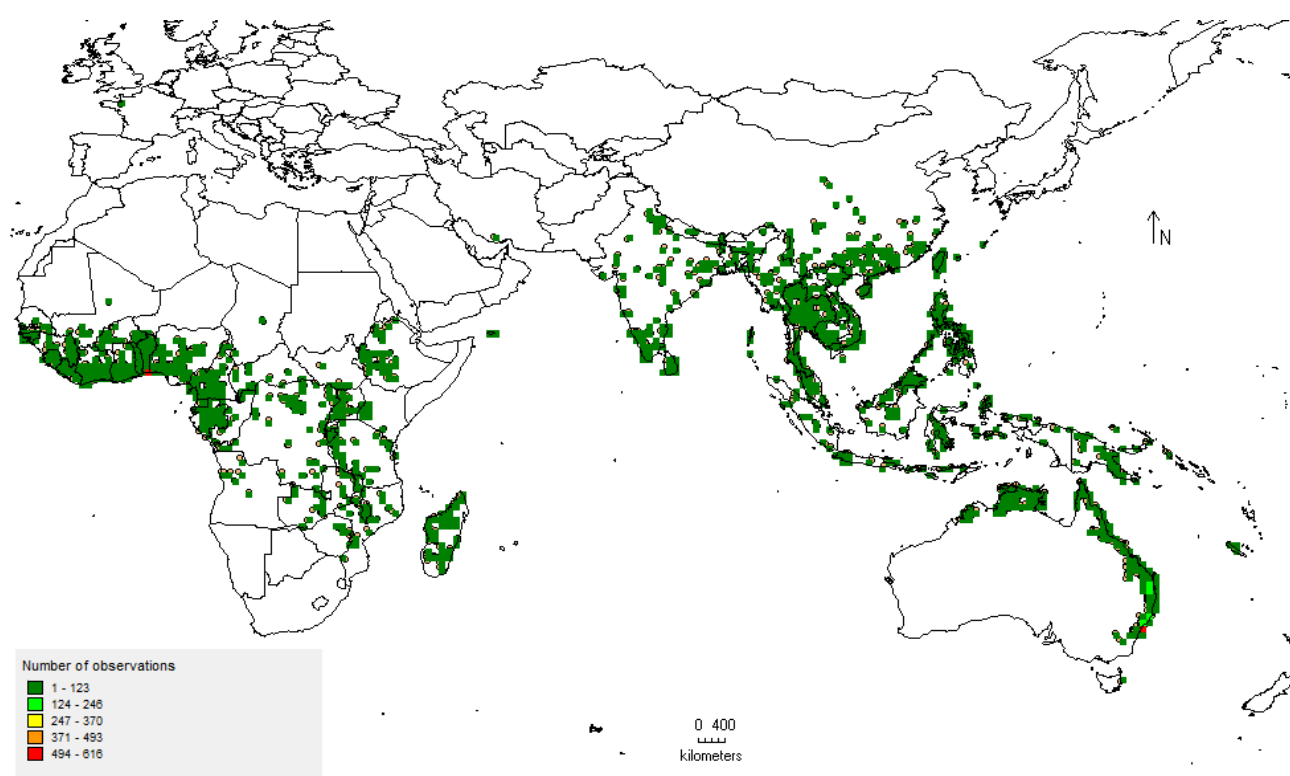 N
Number of observations
1 - 123
124 - 246
247 - 370
371 - 493
494 - 616
0 400
kilometers